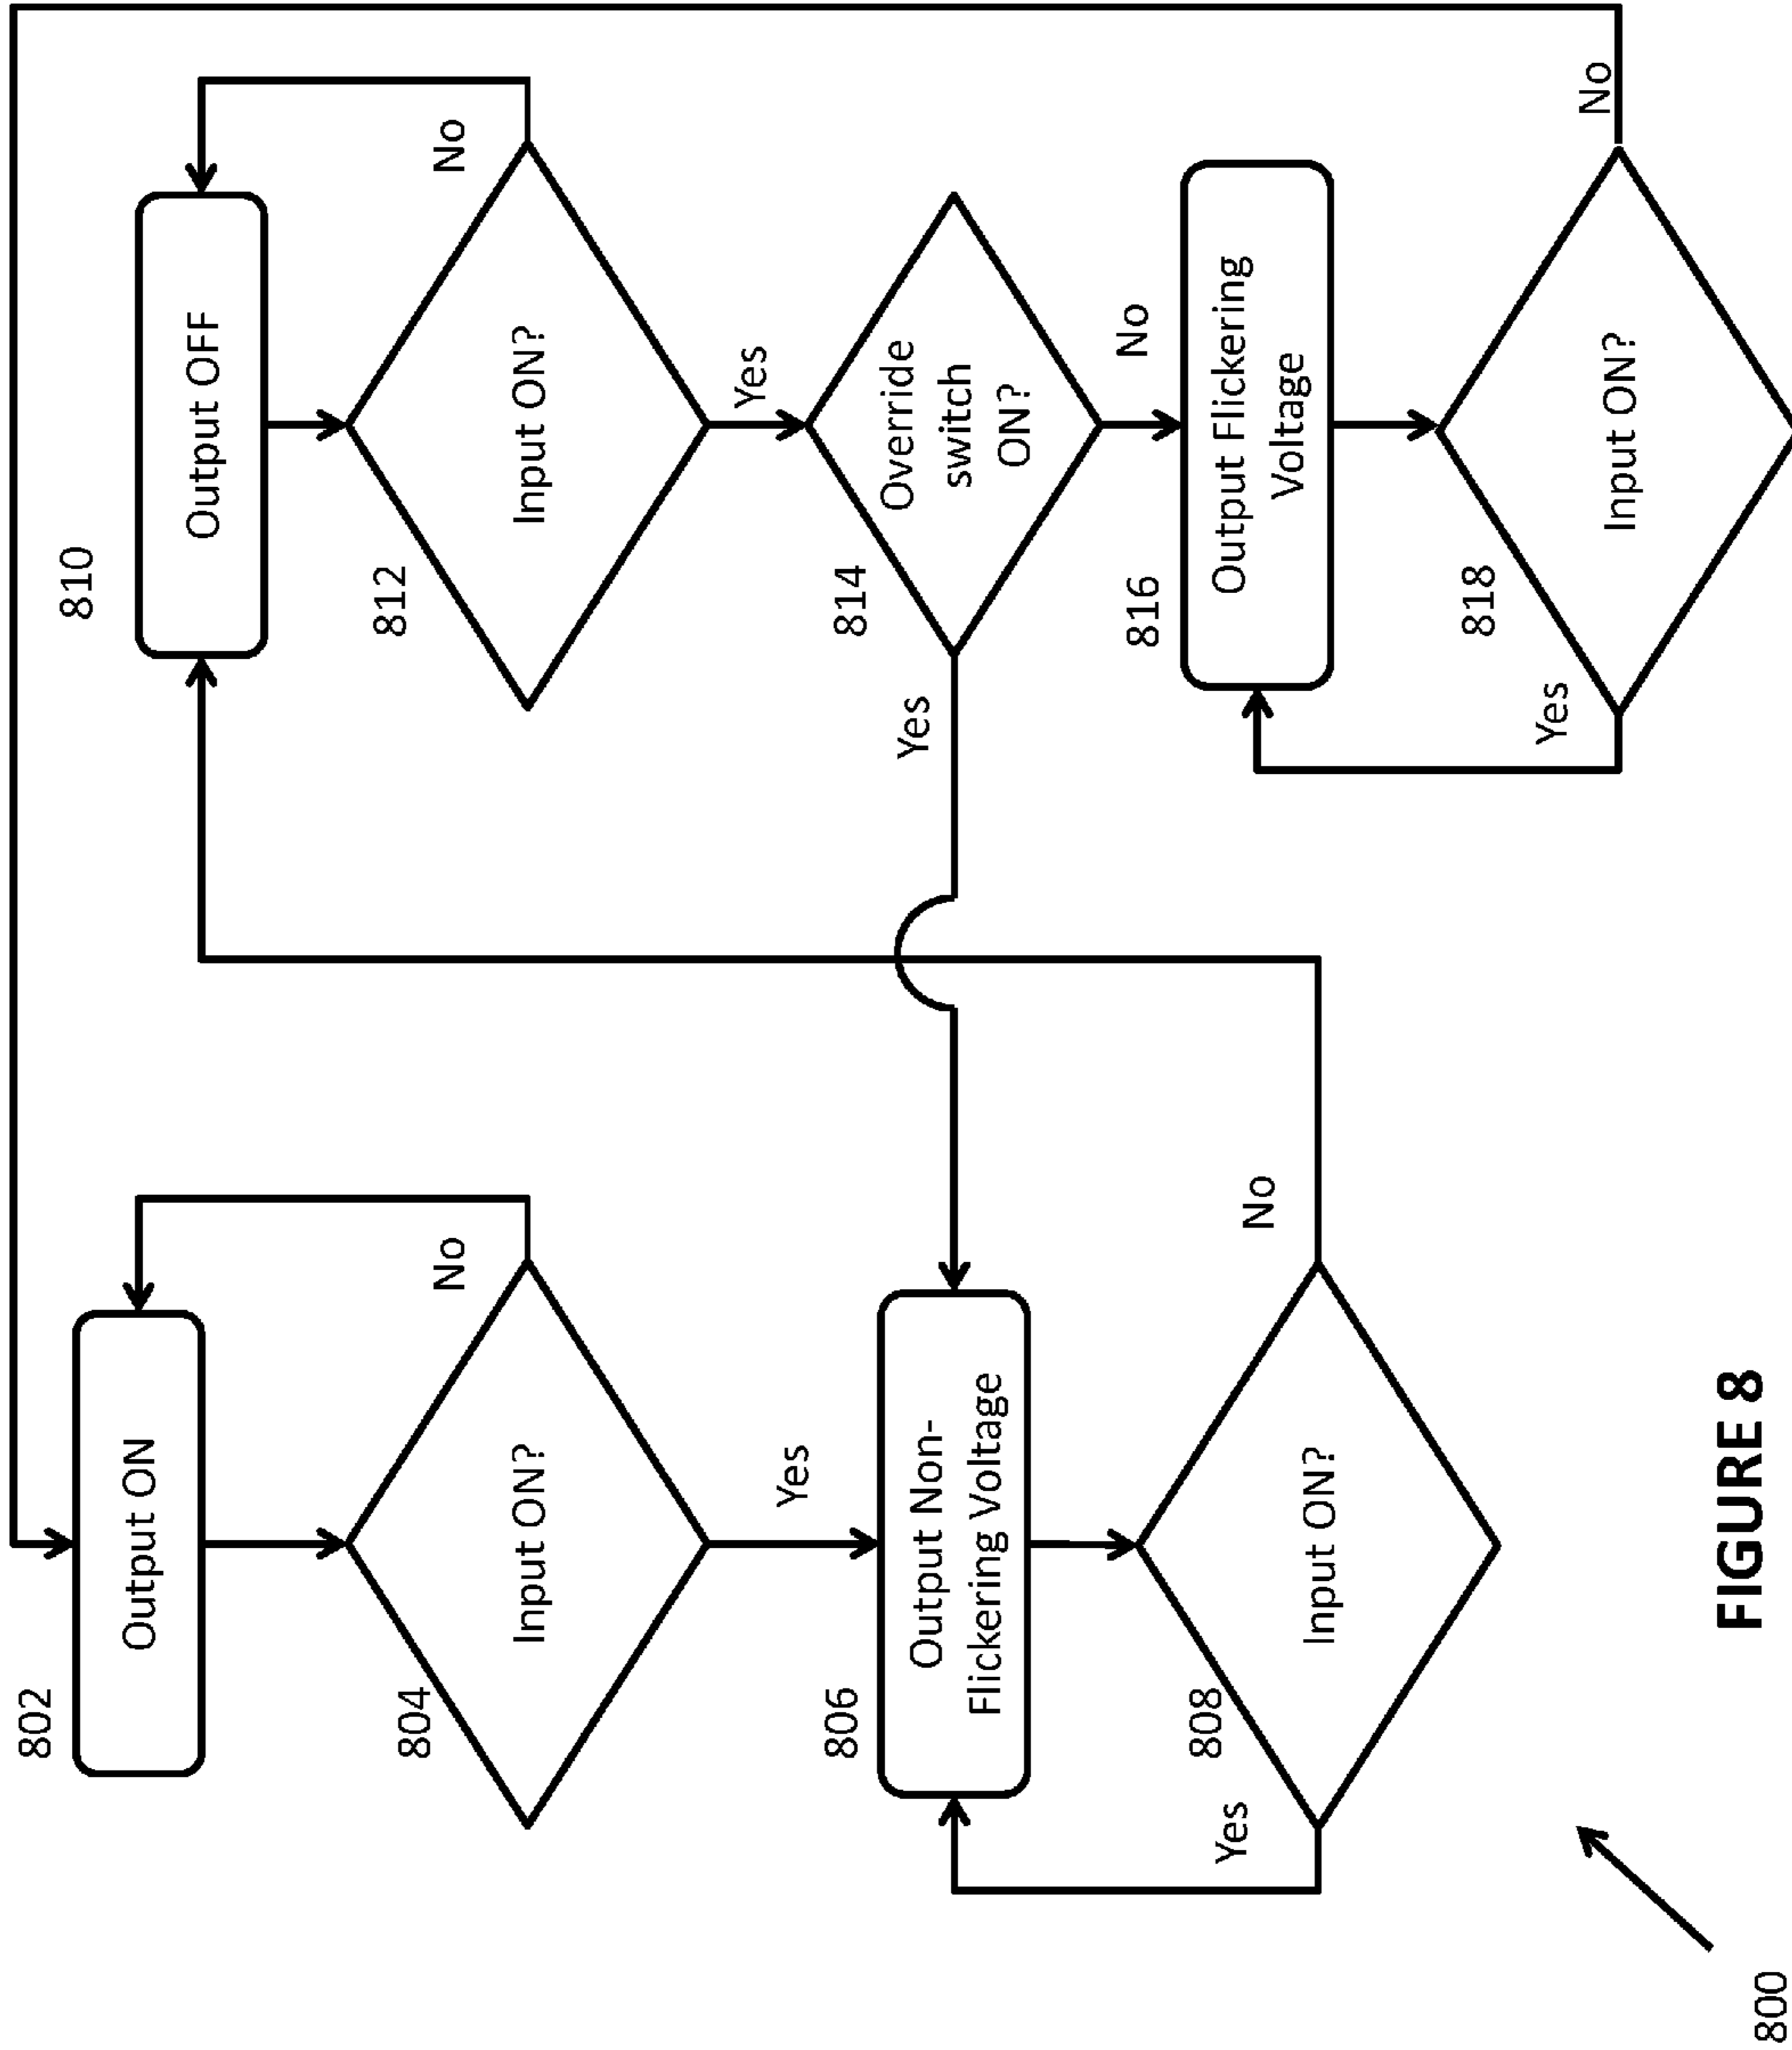 802
Output ON
804
Input ON?
No
Yes
806
Output Non-
Flickering Voltage
808
Input ON?
Yes
No
810
Output OFF
812
Input ON?
No
Yes
814
Override
switch
ON?
Yes
No
816
Output Flickering
Voltage
818
Input ON?
Yes
No
800
FIGURE 8